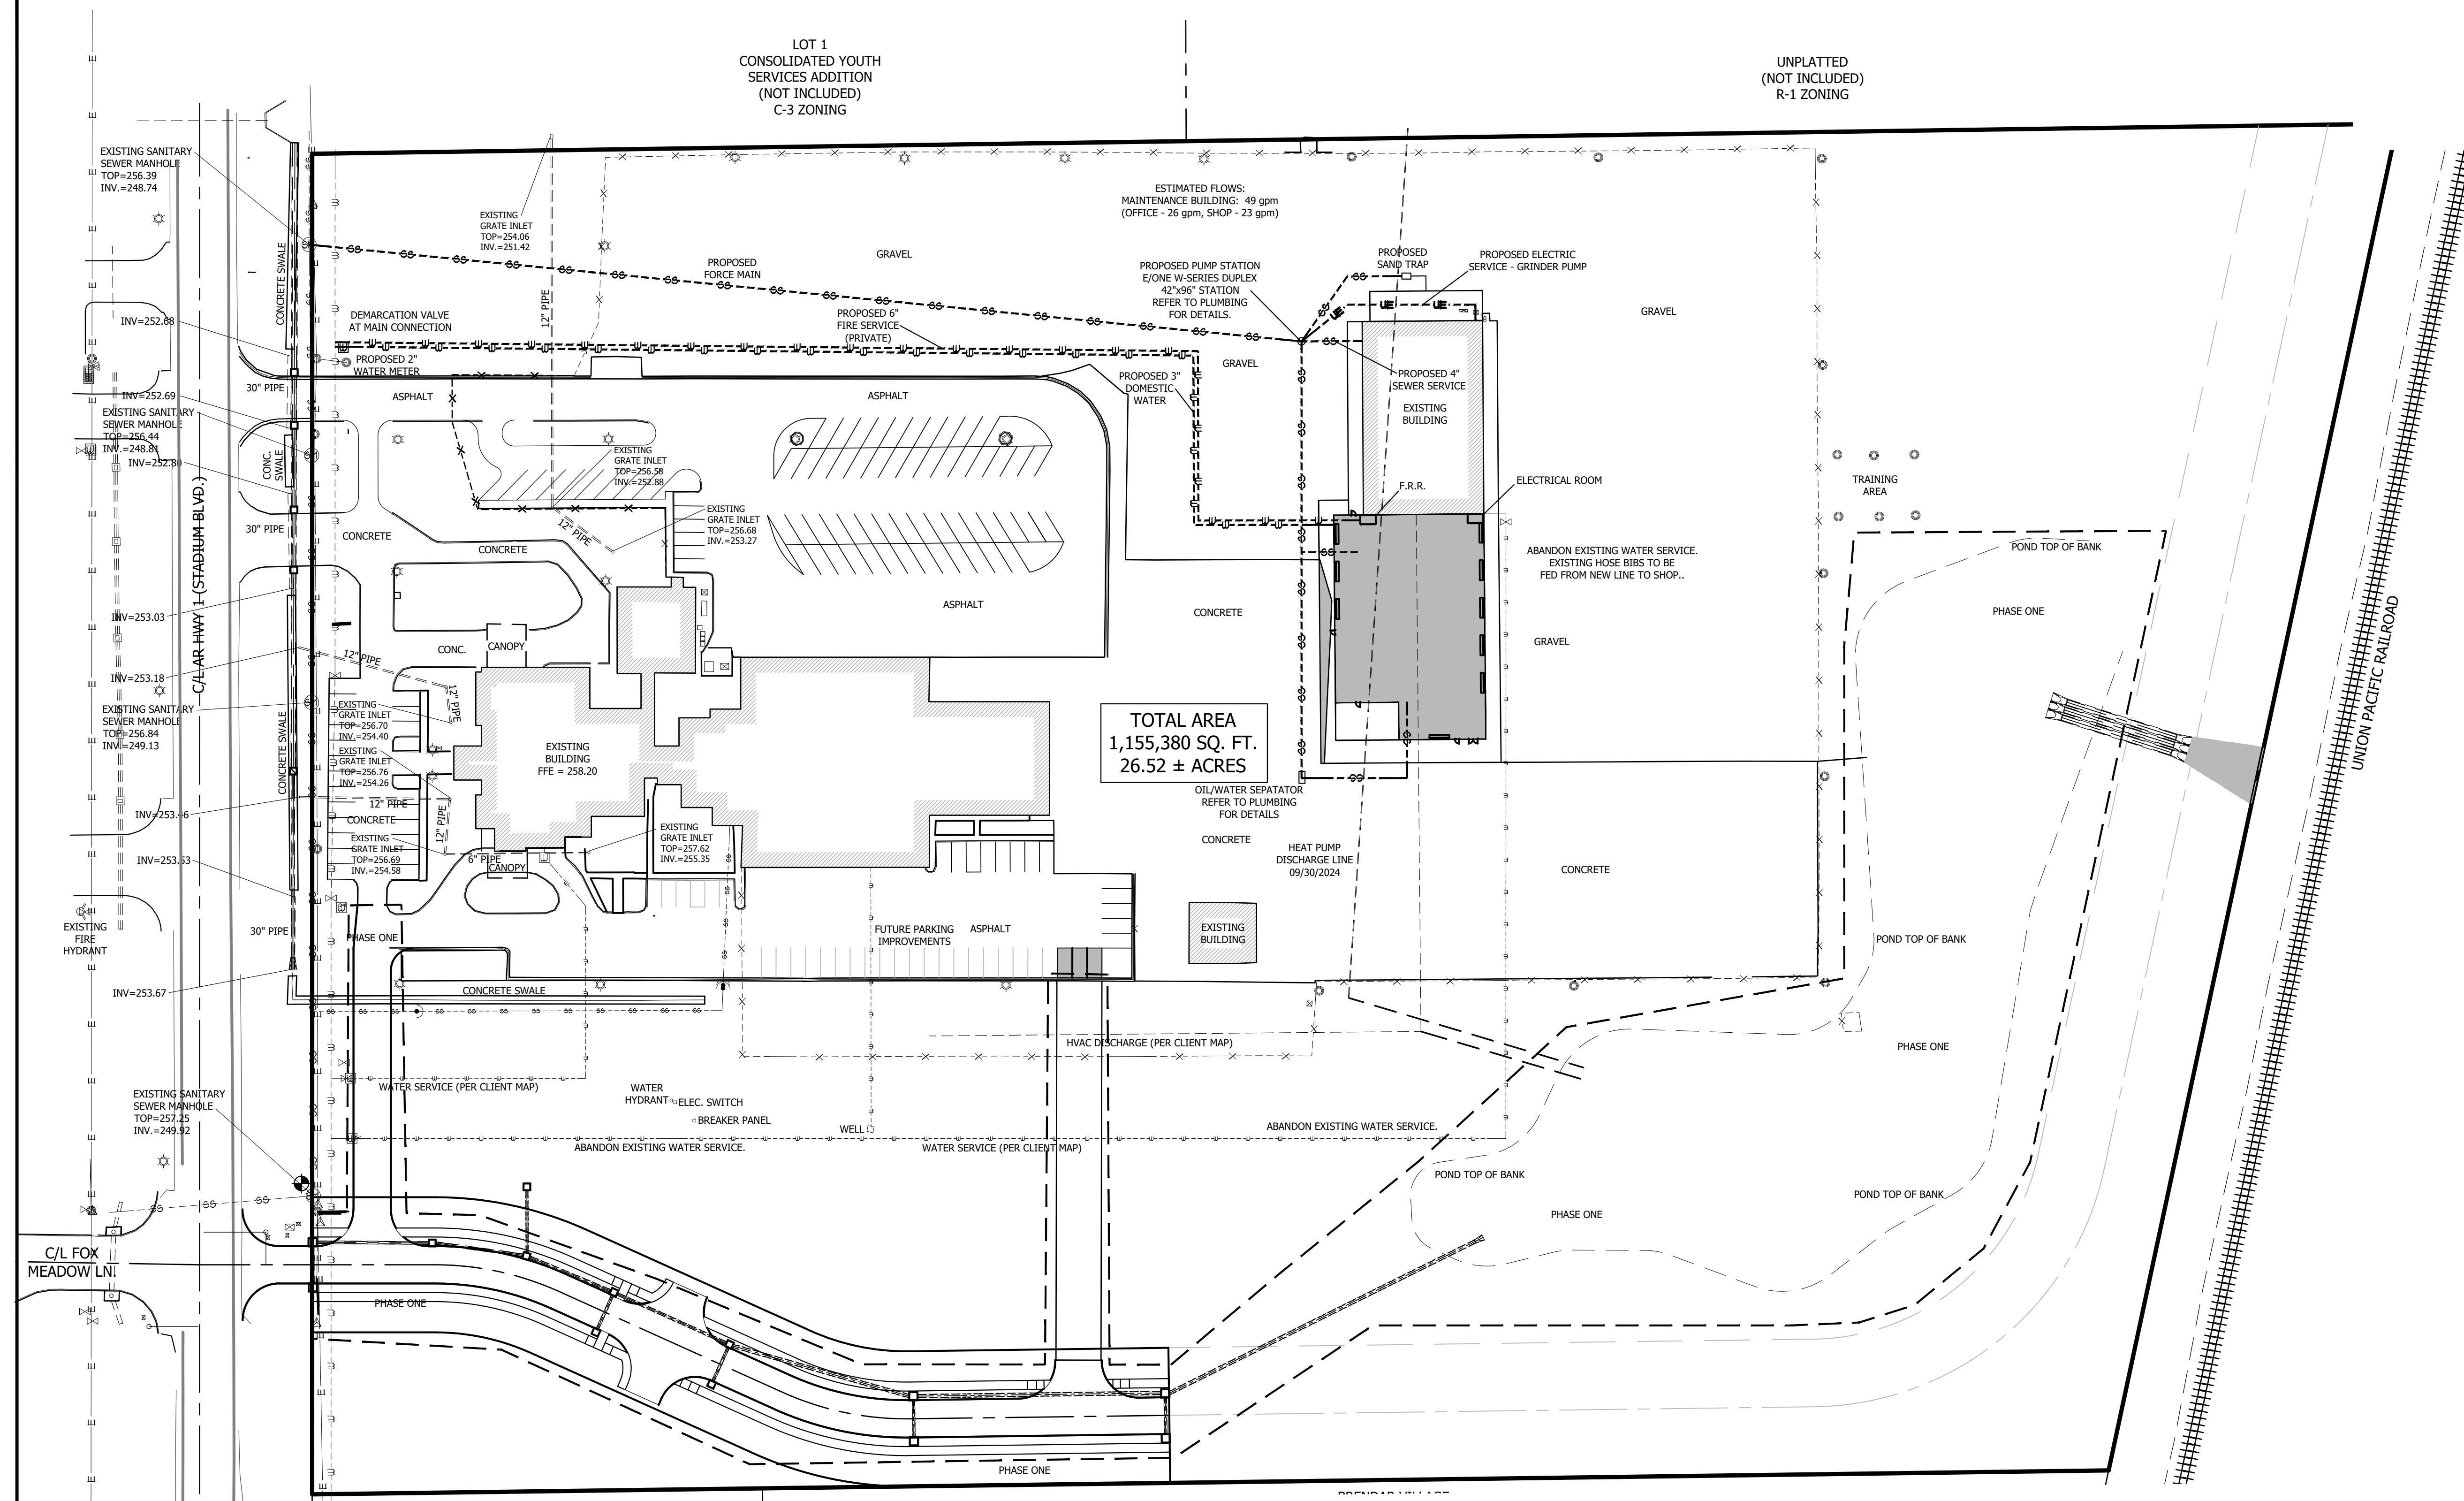 LOT 1
CONSOLIDATED YOUTH
SERVICES ADDITION
(NOT INCLUDED)
C-3 ZONING
UNPLATTED
(NOT INCLUDED)
R-1 ZONING
EXISTING SANITARY
SEWER MANHOLE
TOP=256.39
INV.=248.74
CONCRETE SWALE
EXISTING
GRATE INLET
TOP=254.06
INV.=251.42
12" PIPE
PROPOSED
FORCE MAIN
GRAVEL
ESTIMATED FLOWS:
MAINTENANCE BUILDING: 49 gpm
(OFFICE - 26 gpm, SHOP - 23 gpm)
PROPOSED PUMP STATION
E/ONE W-SERIES DUPLEX
42"x96" STATION
REFER TO PLUMBING
FOR DETAILS.
PROPOSED
SAND TRAP
PROPOSED ELECTRIC
SERVICE - GRINDER PUMP
GRAVEL
INV=252.68
DEMARCATION VALVE
AT MAIN CONNECTION
PROPOSED 6"
FIRE SERVICE
(PRIVATE)
PROPOSED 2"
WATER METER
GRAVEL
PROPOSED 3"
DOMESTIC
WATER
PROPOSED 4"
SEWER SERVICE
EXISTING
BUILDING
30" PIPE
INV=252.69
ASPHALT
ASPHALT
EXISTING SANITARY
SEWER MANHOLE
TOP=256.44
INV.=248.81
INV=252.80
CONC.
SWALE
EXISTING
GRATE INLET
TOP=256.58
INV.=252.88
EXISTING
GRATE INLET
TOP=256.68
INV.=253.27
12" PIPE
F.R.R.
ELECTRICAL ROOM
TRAINING
AREA
30" PIPE
C/L AR HWY 1 (STADIUM BLVD.)
CONCRETE
CONCRETE
ABANDON EXISTING WATER SERVICE.
EXISTING HOSE BIBS TO BE
FED FROM NEW LINE TO SHOP..
POND TOP OF BANK
PHASE ONE
ASPHALT
CONCRETE
GRAVEL
INV=253.03
CONC.
CANOPY
12" PIPE
12" PIPE
INV=253.18
UNION PACIFIC RAILROAD
EXISTING SANITARY
SEWER MANHOLE
TOP=256.84
INV.=249.13
CONCRETE SWALE
EXISTING
GRATE INLET
TOP=256.70
INV.=254.40
EXISTING
GRATE INLET
TOP=256.76
INV.=254.26
EXISTING
BUILDING
FFE = 258.20
TOTAL AREA
1,155,380 SQ. FT.
26.52 ± ACRES
OIL/WATER SEPATATOR
REFER TO PLUMBING
FOR DETAILS
12" PIPE
12" PIPE
INV=253.46
CONCRETE
EXISTING
GRATE INLET
TOP=256.69
INV.=254.58
6" PIPE
CANOPY
EXISTING
GRATE INLET
TOP=257.62
INV.=255.35
CONCRETE
HEAT PUMP
DISCHARGE LINE
09/30/2024
CONCRETE
INV=253.63
EXISTING
FIRE
HYDRANT
30" PIPE
PHASE ONE
FUTURE PARKING
IMPROVEMENTS
ASPHALT
EXISTING
BUILDING
POND TOP OF BANK
INV=253.67
CONCRETE SWALE
HVAC DISCHARGE (PER CLIENT MAP)
PHASE ONE
WATER SERVICE (PER CLIENT MAP)
WATER
HYDRANT
ELEC. SWITCH
BREAKER PANEL
EXISTING SANITARY
SEWER MANHOLE
TOP=257.25
INV.=249.92
WELL
ABANDON EXISTING WATER SERVICE.
ABANDON EXISTING WATER SERVICE.
WATER SERVICE (PER CLIENT MAP)
POND TOP OF BANK
POND TOP OF BANK
PHASE ONE
C/L FOX
MEADOW LN.
PHASE ONE
PHASE ONE